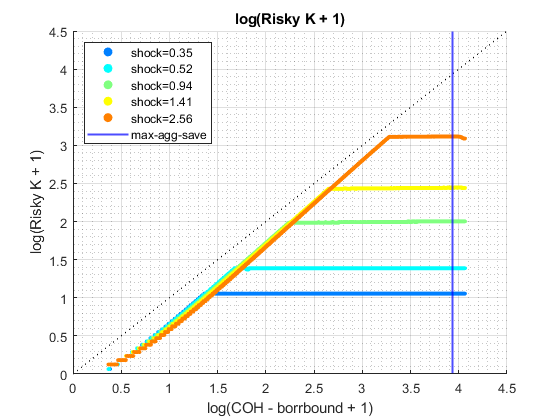 log(Risky K + 1)
shock=0.35
shock=0.52
shock=0.94
shock=1.41
shock=2.56
max-agg-save
log(Risky K + 1)
4.5
4
3.5
3
2.5
2
1.5
1
0.5
0
0 0.5 1 1.5 2 2.5 3 3.5 4 4.5
log(COH - borrbound + 1)